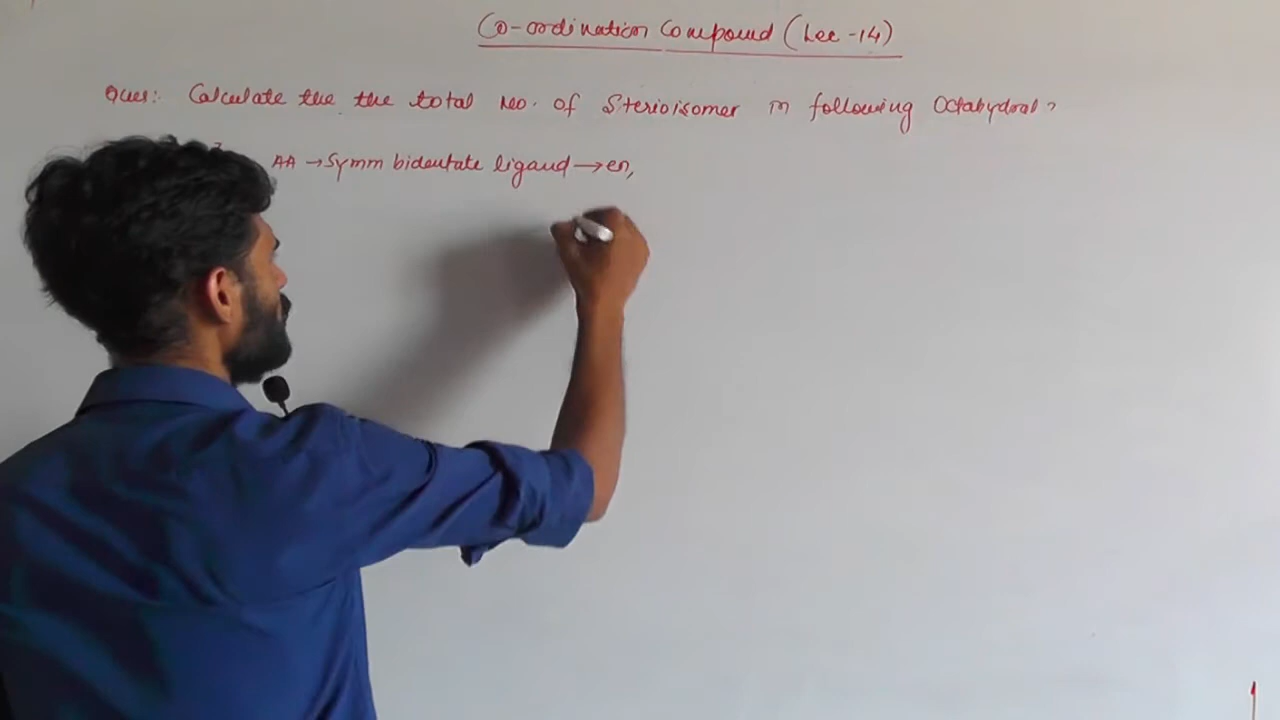 Co-ordination Compound (Lec-14)
Ques: Calculate the the total No. of Sterioisomer in following Octahydral?
AA → Symm bidentate ligand → en,